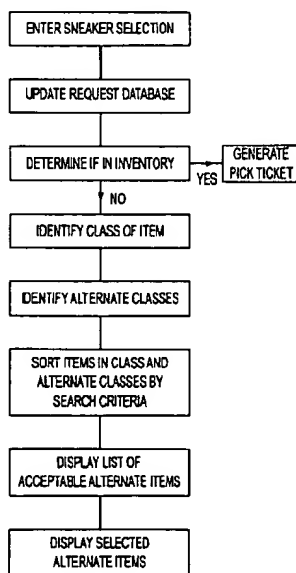 ENTER SNEAKER SELECTION
UPDATE REQUEST DATABASE
DETERMINE IF IN INVENTORY
YES
GENERATE
PICK TICKET
NO
IDENTIFY CLASS OF ITEM
IDENTIFY ALTERNATE CLASSES
SORT ITEMS IN CLASS AND
ALTERNATE CLASSES BY
SEARCH CRITERIA
DISPLAY LIST OF
ACCEPTABLE ALTERNATE ITEMS
DISPLAY SELECTED
ALTERNATE ITEMS